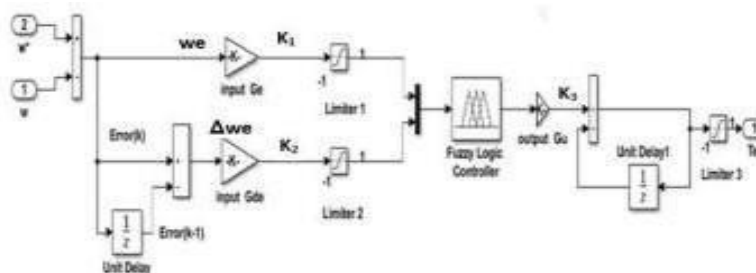 2
w*
1
w
we
-K-
input Ge
K₁
1
-1
Limiter 1
Error(k)
Δwe
-K-
input Gde
K₂
1
-1
Limiter 2
1
z
Unit Delay
Error(k-1)
Fuzzy Logic
Controller
K₃
output Gu
Unit Delay1
1
z
1
-1
Limiter 3
1